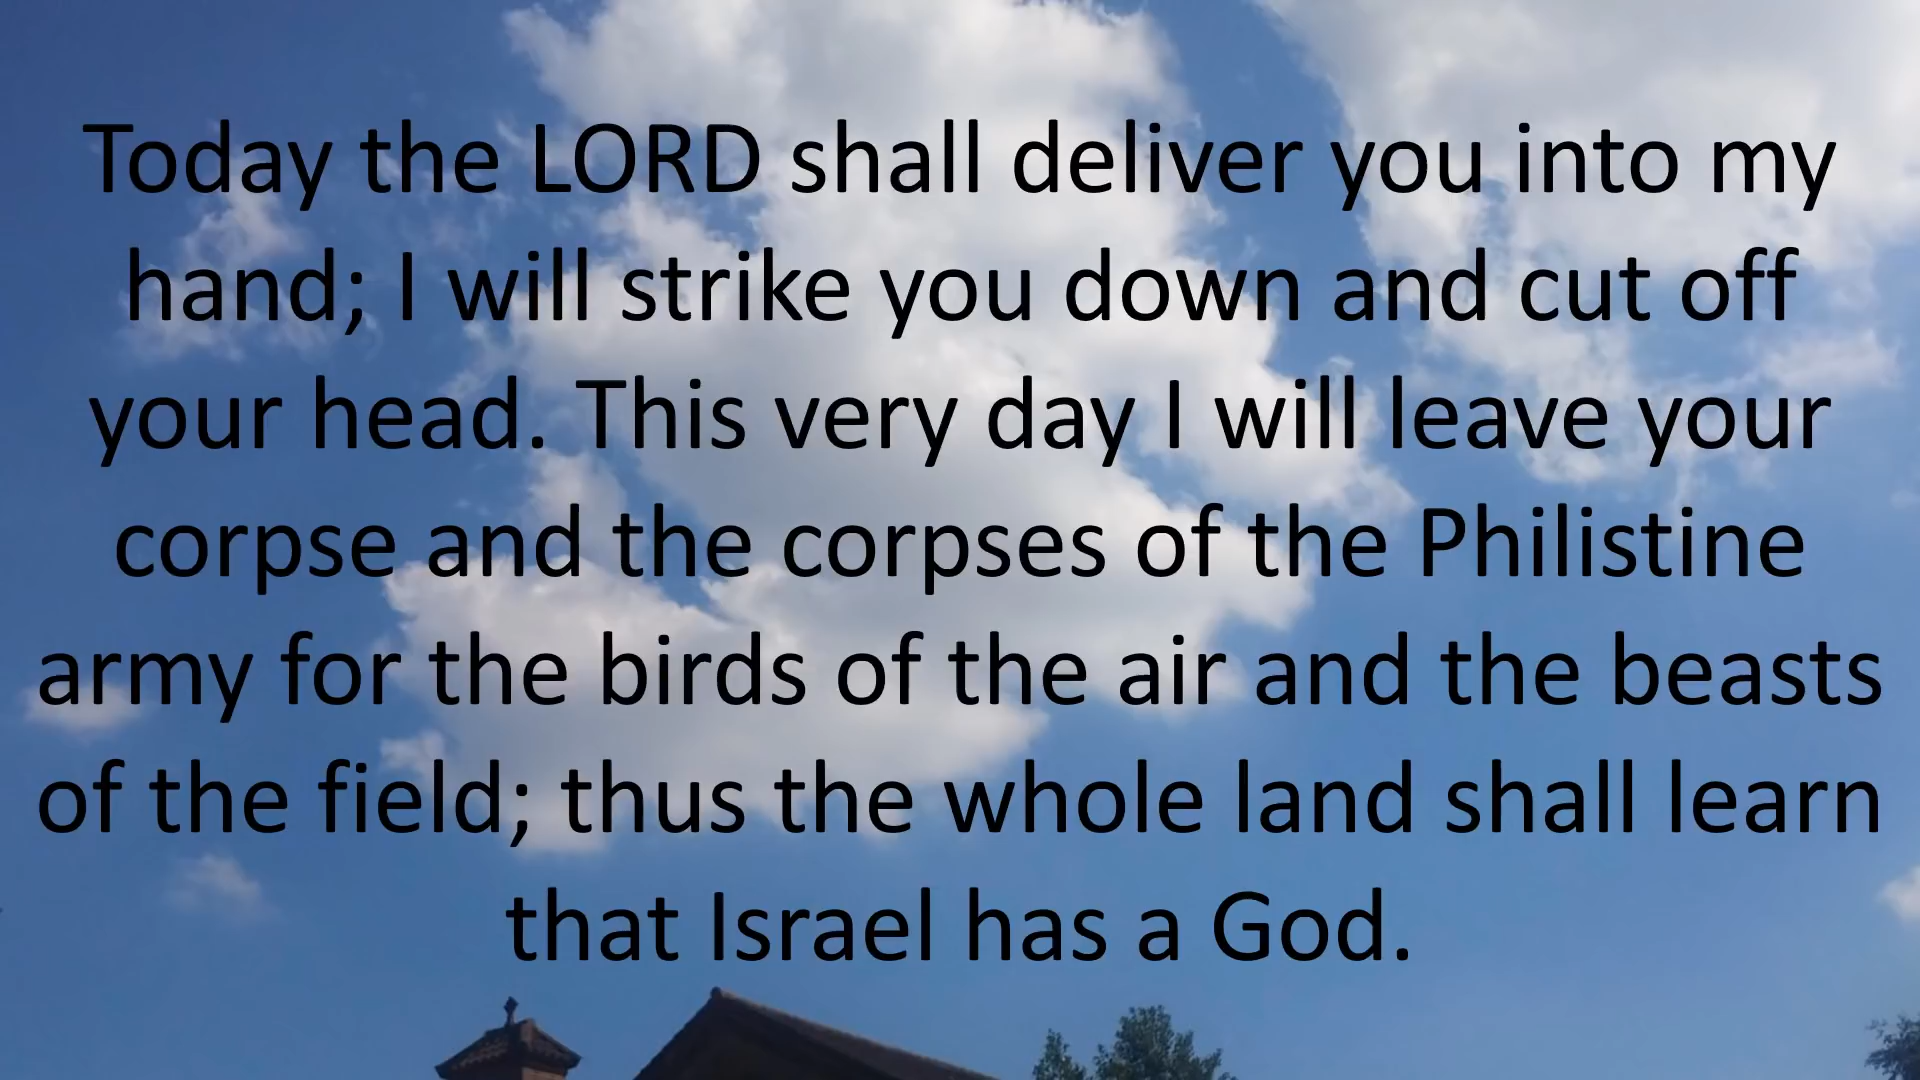 Today the LORD shall deliver you into my
hand; I will strike you down and cut off
your head. This very day I will leave your
corpse and the corpses of the Philistine
army for the birds of the air and the beasts
of the field; thus the whole land shall learn
that Israel has a God.